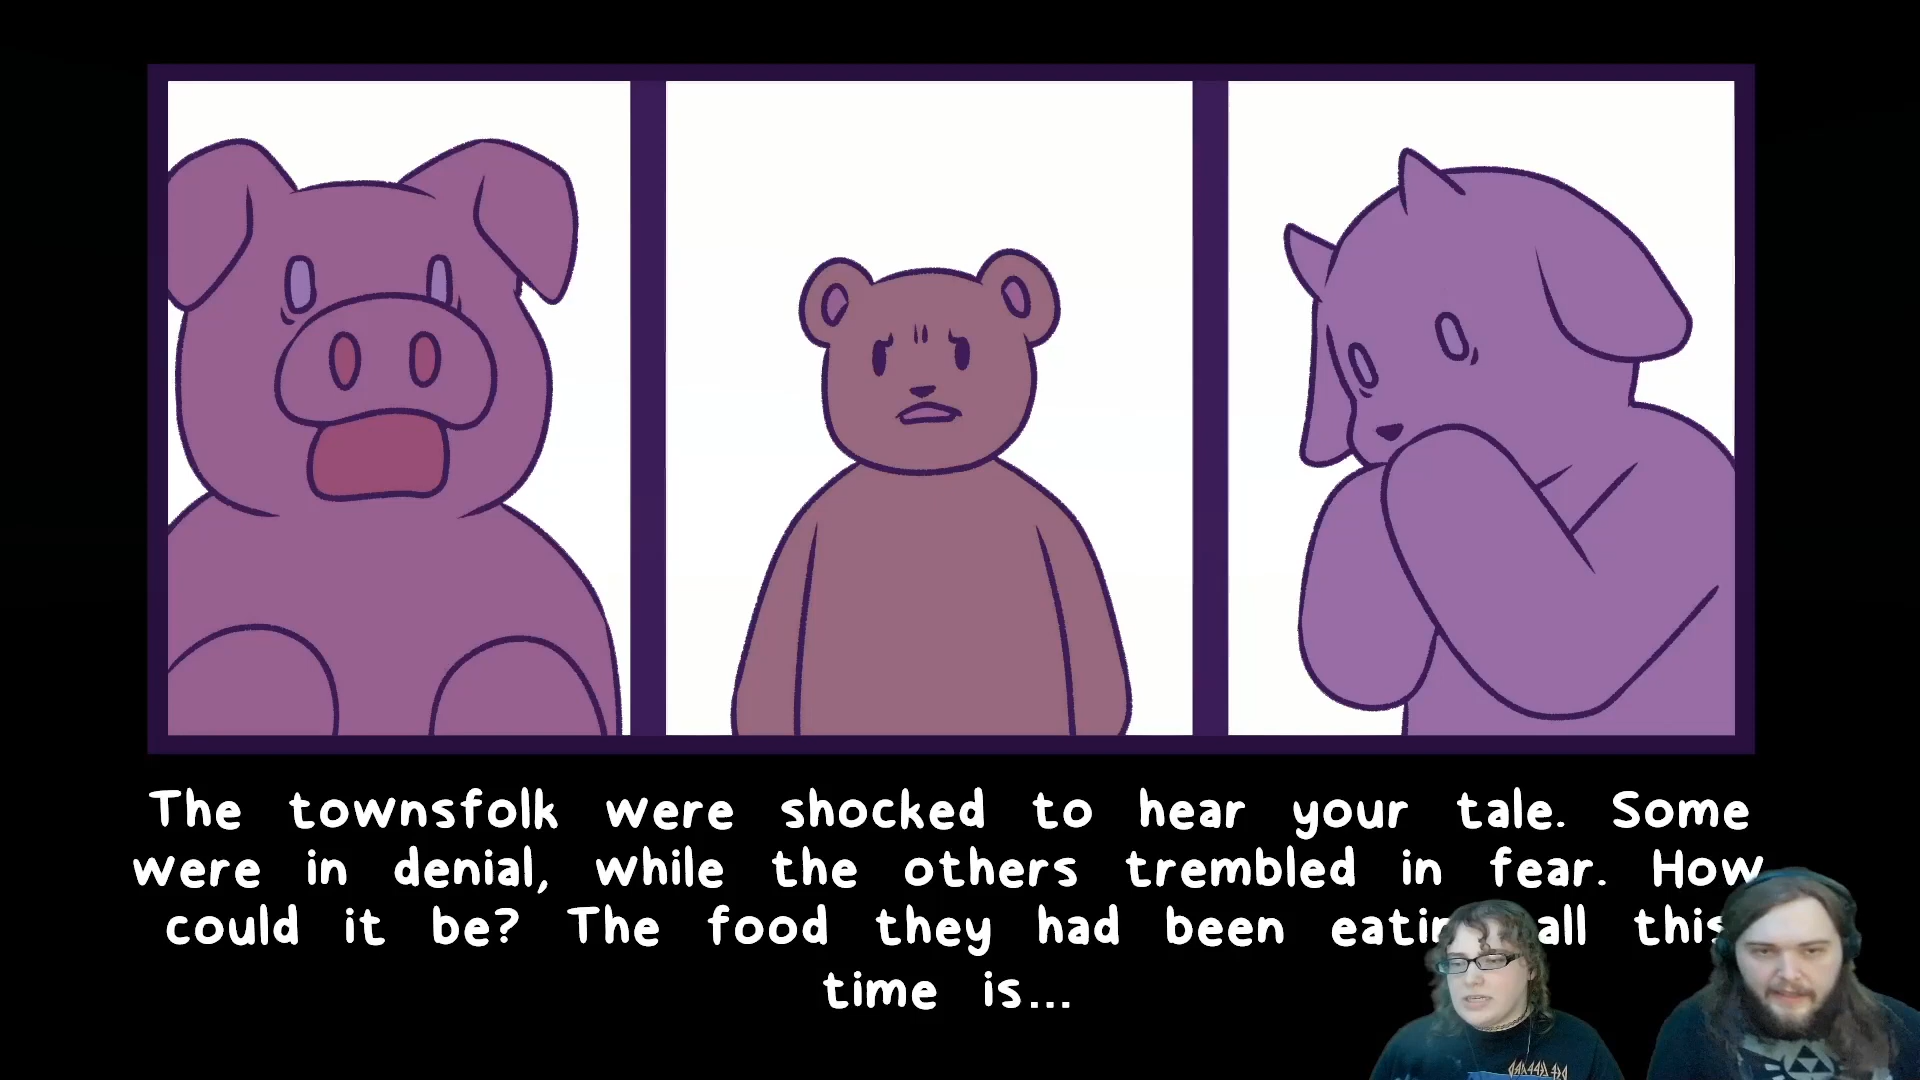 The townsfolk were shocked to hear your tale. Some
were in denial, while the others trembled in fear. How
could it be? The food they had been all this
time is...